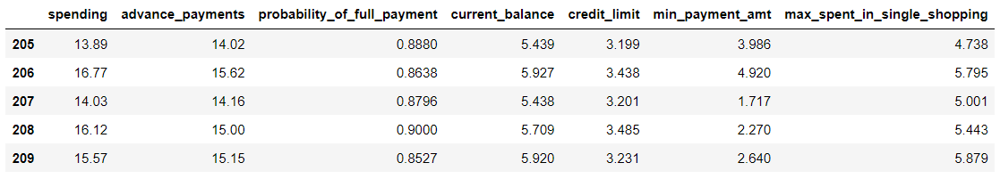 spending advance_payments probability_of_full_payment current_balance credit_limit min_payment_amt max_spent_in_single_shopping
205 13.89 14.02 0.8880 5.439 3.199 3.986 4.738
206 16.77 15.62 0.8638 5.927 3.438 4.920 5.795
207 14.03 14.16 0.8796 5.438 3.201 1.717 5.001
208 16.12 15.00 0.9000 5.709 3.485 2.270 5.443
209 15.57 15.15 0.8527 5.920 3.231 2.640 5.879